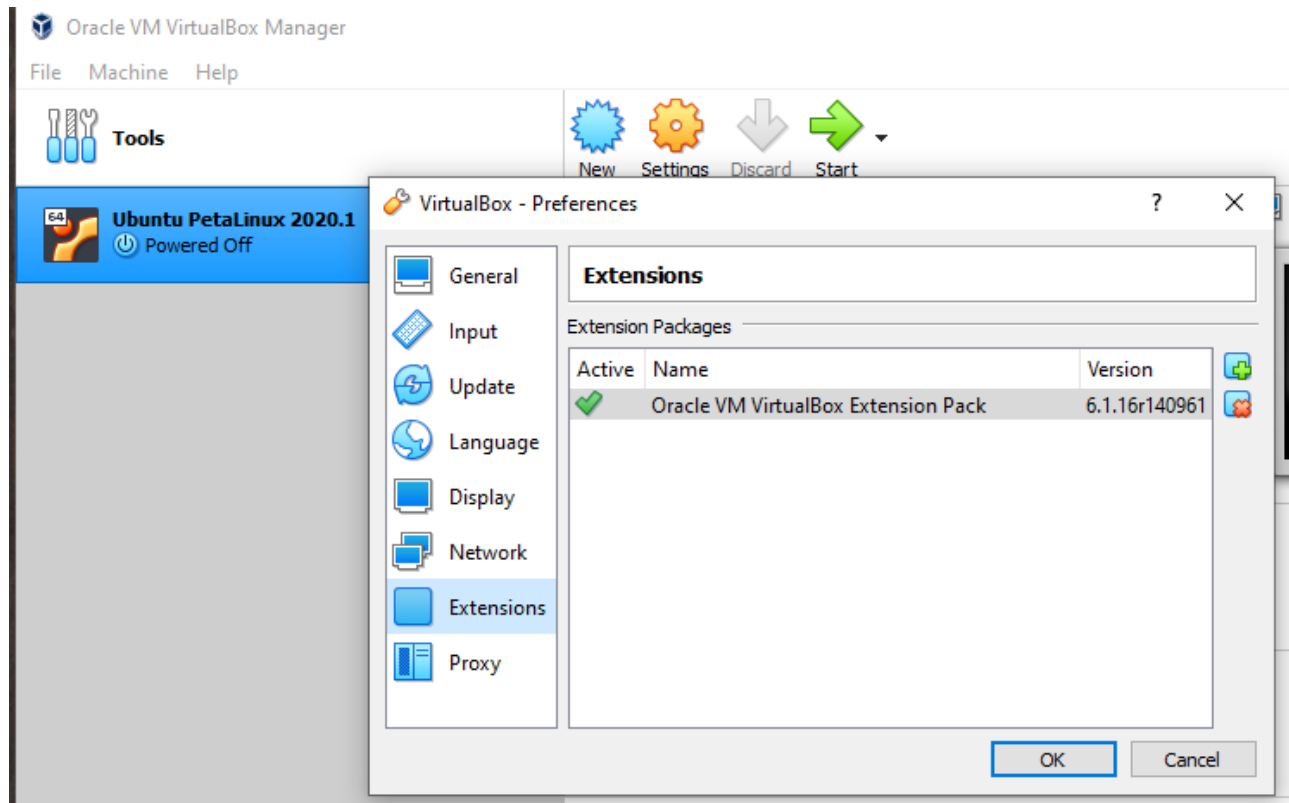 Oracle VM VirtualBox Manager
File Machine Help
Tools
New Settings Discard Start
64
Ubuntu PetaLinux 2020.1
Powered Off
VirtualBox - Preferences ?
General
Input
Update
Language
Display
Network
Extensions
Proxy
Extensions
Extension Packages
Active Name Version
Oracle VM VirtualBox Extension Pack 6.1.16r140961
OK Cancel